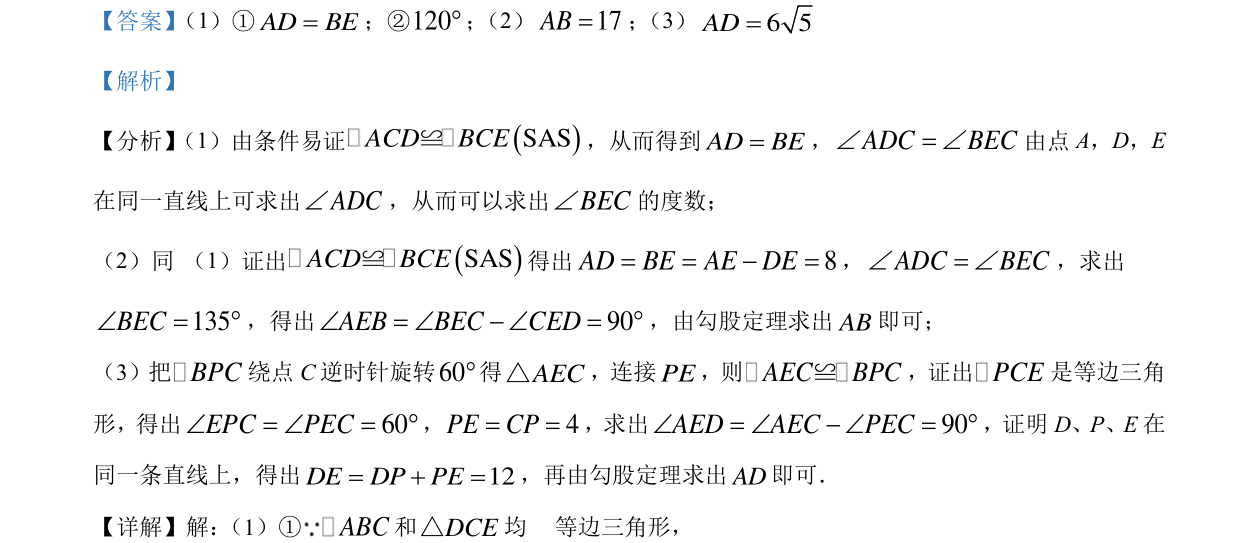 【答案】(1) ① AD = BE；②120°；(2) AB =17；(3) AD = 6√5
【解析】
【分析】(1) 由条件易证□ACD≌□BCE(SAS)，从而得到 AD = BE，∠ADC = ∠BEC 由点 A，D，E
在同一直线上可求出∠ADC，从而可以求出∠BEC 的度数；
(2) 同 (1) 证出□ACD≌□BCE(SAS)得出 AD = BE = AE − DE = 8，∠ADC = ∠BEC，求出
∠BEC =135°，得出∠AEB = ∠BEC − ∠CED = 90°，由勾股定理求出 AB 即可；
(3) 把□BPC 绕点 C 逆时针旋转60°得△AEC，连接 PE，则□AEC≌□BPC，证出□PCE 是等边三角
形，得出∠EPC = ∠PEC = 60°，PE = CP = 4，求出∠AED = ∠AEC − ∠PEC = 90°，证明 D、P、E 在
同一条直线上，得出 DE = DP + PE =12，再由勾股定理求出 AD 即可．
【详解】解：(1) ①∵□ABC 和△DCE 均 等边三角形，